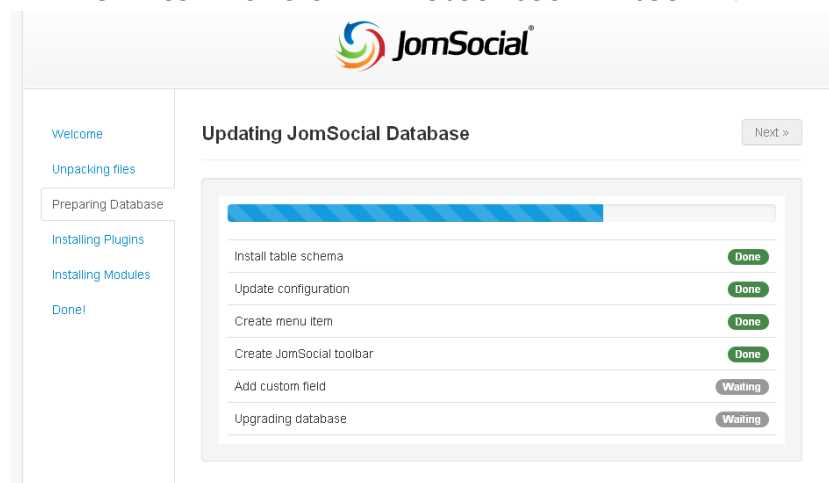 JomSocial®
Welcome
Unpacking files
Preparing Database
Installing Plugins
Installing Modules
Done!
Updating JomSocial Database
Next »
Install table schema Done
Update configuration Done
Create menu item Done
Create JomSocial toolbar Done
Add custom field Waiting
Upgrading database Waiting